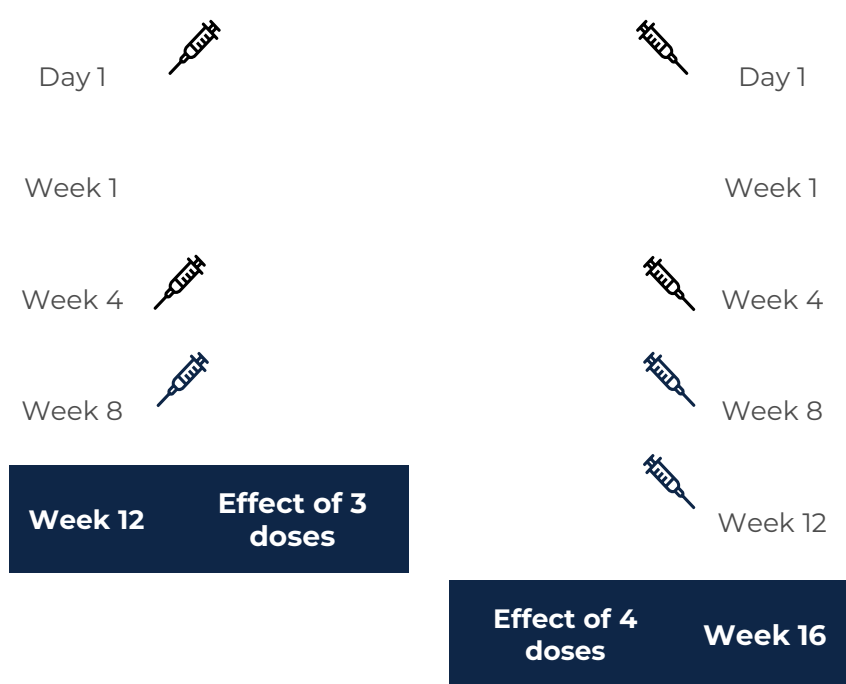 Day 1
Week 1
Week 4
Week 8
Week 12
Effect of 3
doses
Day 1
Week 1
Week 4
Week 8
Week 12
Effect of 4
doses
Week 16